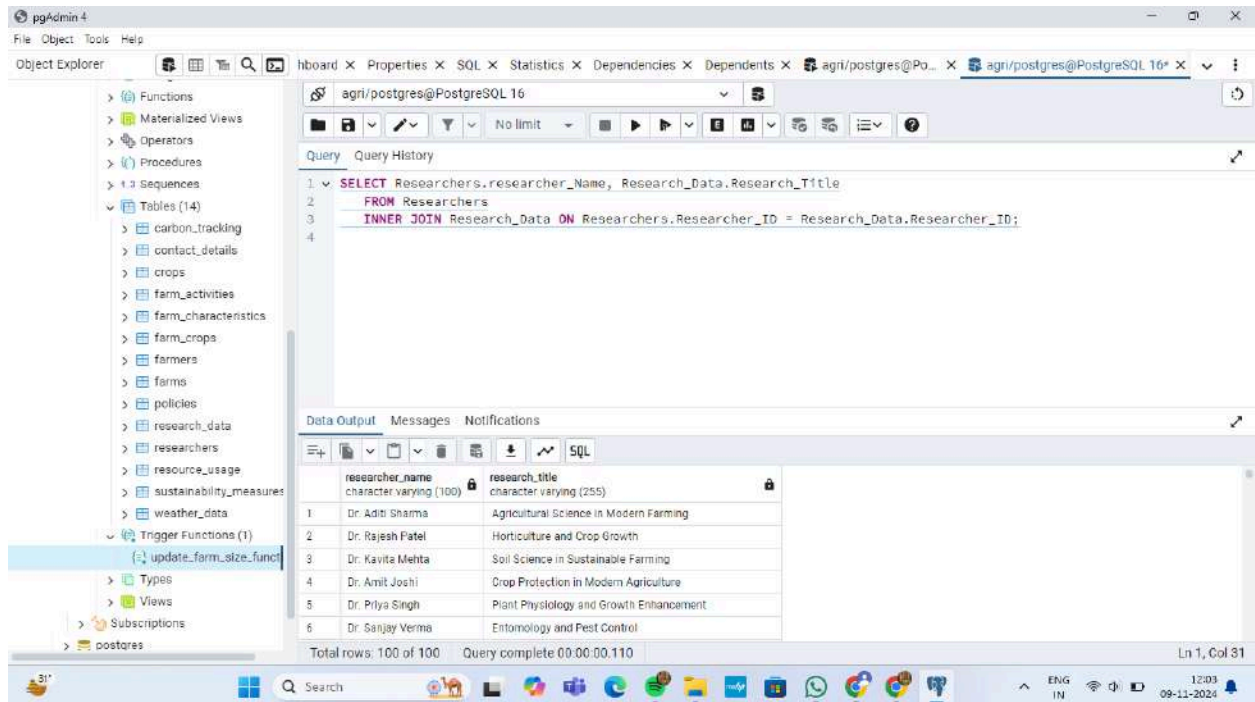 pgAdmin 4
File Object Tools Help
Object Explorer
hboard Properties SQL Statistics Dependencies Dependents agri/postgres@Po... agri/postgres@PostgreSQL 16*
Functions
Materialized Views
Operators
Procedures
1..3 Sequences
Tables (14)
carbon_tracking
contact_details
crops
farm_activities
farm_characteristics
farm_crops
farmers
farms
policies
research_data
researchers
resource_usage
sustainability_measures
weather_data
Trigger Functions (1)
update_farm_size_funct
Types
Views
Subscriptions
postgres
agri/postgres@PostgreSQL 16
No limit
Query Query History
1 SELECT Researchers.researcher_Name, Research_Data.Research_Title
2 FROM Researchers
3 INNER JOIN Research_Data ON Researchers.Researcher_ID = Research_Data.Researcher_ID;
4
Data Output Messages Notifications
SQL
researcher_name research_title
character varying (100) character varying (255)
1 Dr. Aditi Sharma Agricultural Science in Modern Farming
2 Dr. Rajesh Patel Horticulture and Crop Growth
3 Dr. Kavita Mehta Soil Science in Sustainable Farming
4 Dr. Amit Joshi Crop Protection in Modern Agriculture
5 Dr. Priya Singh Plant Physiology and Growth Enhancement
6 Dr. Sanjay Verma Entomology and Pest Control
Total rows: 100 of 100 Query complete 00:00:00.110 Ln 1, Col 31
31° Search ENG 12:03
IN 09-11-2024